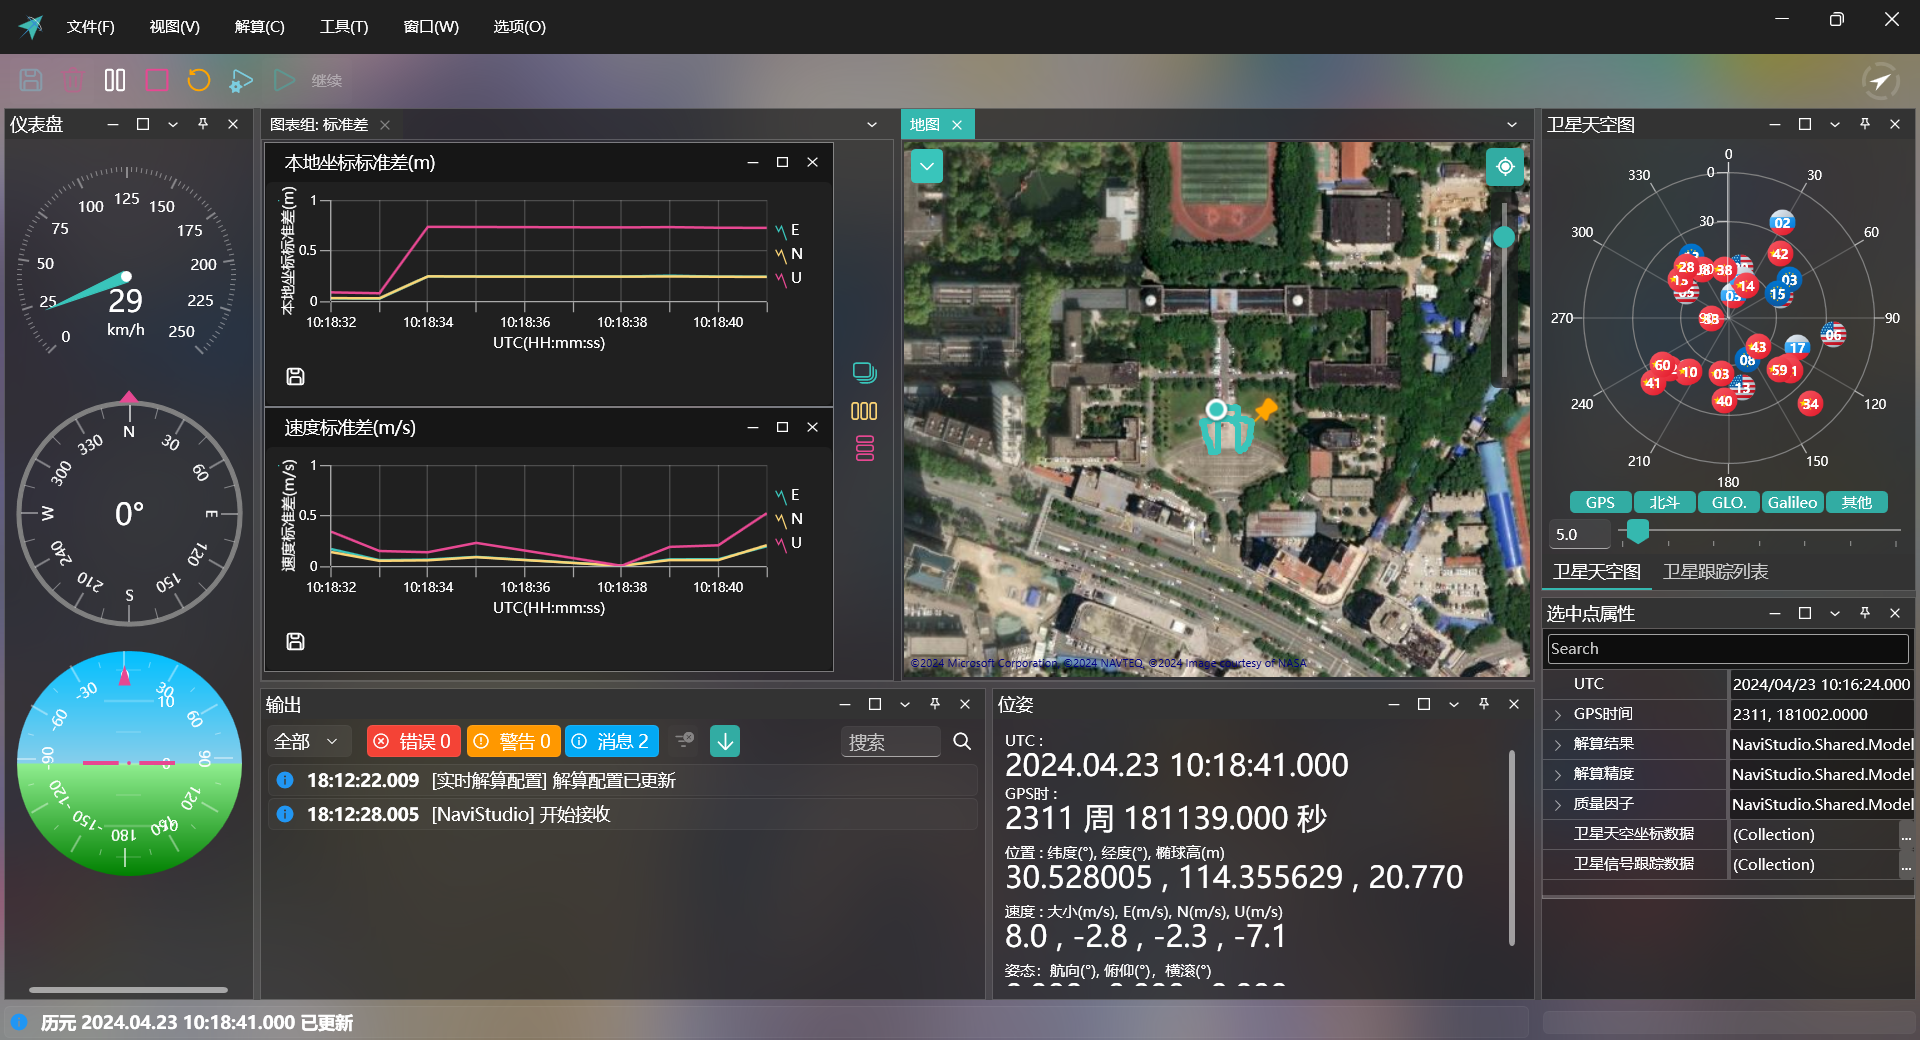 文件(F) 视图(V) 解算(C) 工具(T) 窗口(W) 选项(O)
继续
仪表盘
0 25 50 75 100 125 150 175 200 225 250
29
km/h
N 30 60 E 120 150 S 210 240 W 300 330
0°
-30 30 10 60 90 120 180 -150 -120 -90 -60
图表组: 标准差
本地坐标标准差(m)
本地坐标标准差(m)
1
0.5
0
10:18:32 10:18:34 10:18:36 10:18:38 10:18:40
UTC(HH:mm:ss)
E
N
U
速度标准差(m/s)
速度标准差(m/s)
1
0.5
0
10:18:32 10:18:34 10:18:36 10:18:38 10:18:40
UTC(HH:mm:ss)
E
N
U
地图
©2024 Microsoft Corporation, ©2024 NAVTEQ, ©2024 Image courtesy of NASA
输出
全部 错误 0 警告 0 消息 2 搜索
18:12:22.009 [实时解算配置] 解算配置已更新
18:12:28.005 [NaviStudio] 开始接收
位姿
UTC :
2024.04.23 10:18:41.000
GPS时 :
2311 周 181139.000 秒
位置 : 纬度(°), 经度(°), 椭球高(m)
30.528005 , 114.355629 , 20.770
速度 : 大小(m/s), E(m/s), N(m/s), U(m/s)
8.0 , -2.8 , -2.3 , -7.1
姿态: 航向(°), 俯仰(°), 横滚(°)
卫星天空图
0 30 60 90 120 150 180 210 240 270 300 330
0
30
02
42
03
15
28
38
14
06
17
43
08
59
60
10
41
03
13
40
34
GPS 北斗 GLO. Galileo 其他
5.0
卫星天空图 卫星跟踪列表
选中点属性
Search
UTC 2024/04/23 10:16:24.000
GPS时间 2311, 181002.0000
解算结果 NaviStudio.Shared.Model
解算精度 NaviStudio.Shared.Model
质量因子 NaviStudio.Shared.Model
卫星天空坐标数据 (Collection) ...
卫星信号跟踪数据 (Collection) ...
历元 2024.04.23 10:18:41.000 已更新